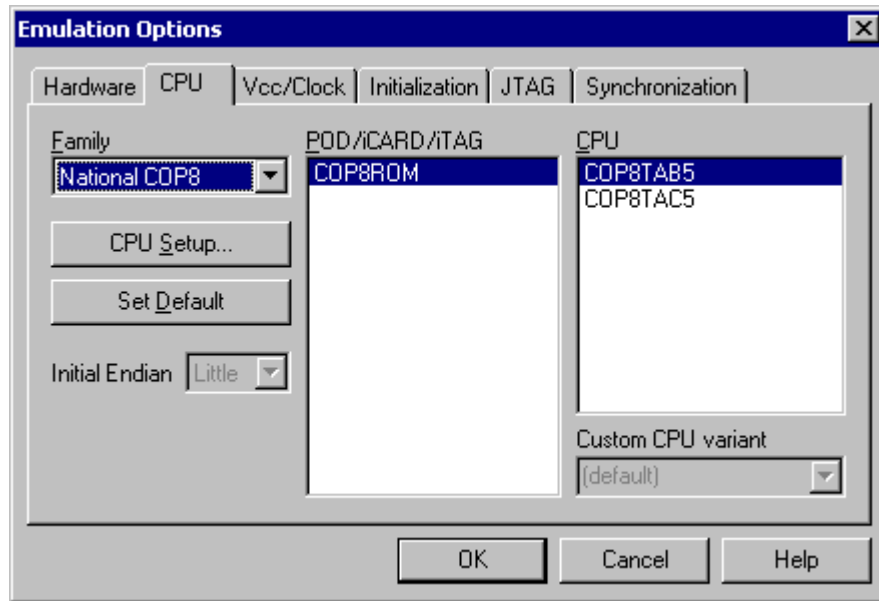 Emulation Options
Hardware CPU Vcc/Clock Initialization JTAG Synchronization
Family
National COP8
CPU Setup...
Set Default
Initial Endian Little
POD/iCARD/iTAG
COP8ROM
CPU
COP8TAB5
COP8TAC5
Custom CPU variant
(default)
OK Cancel Help